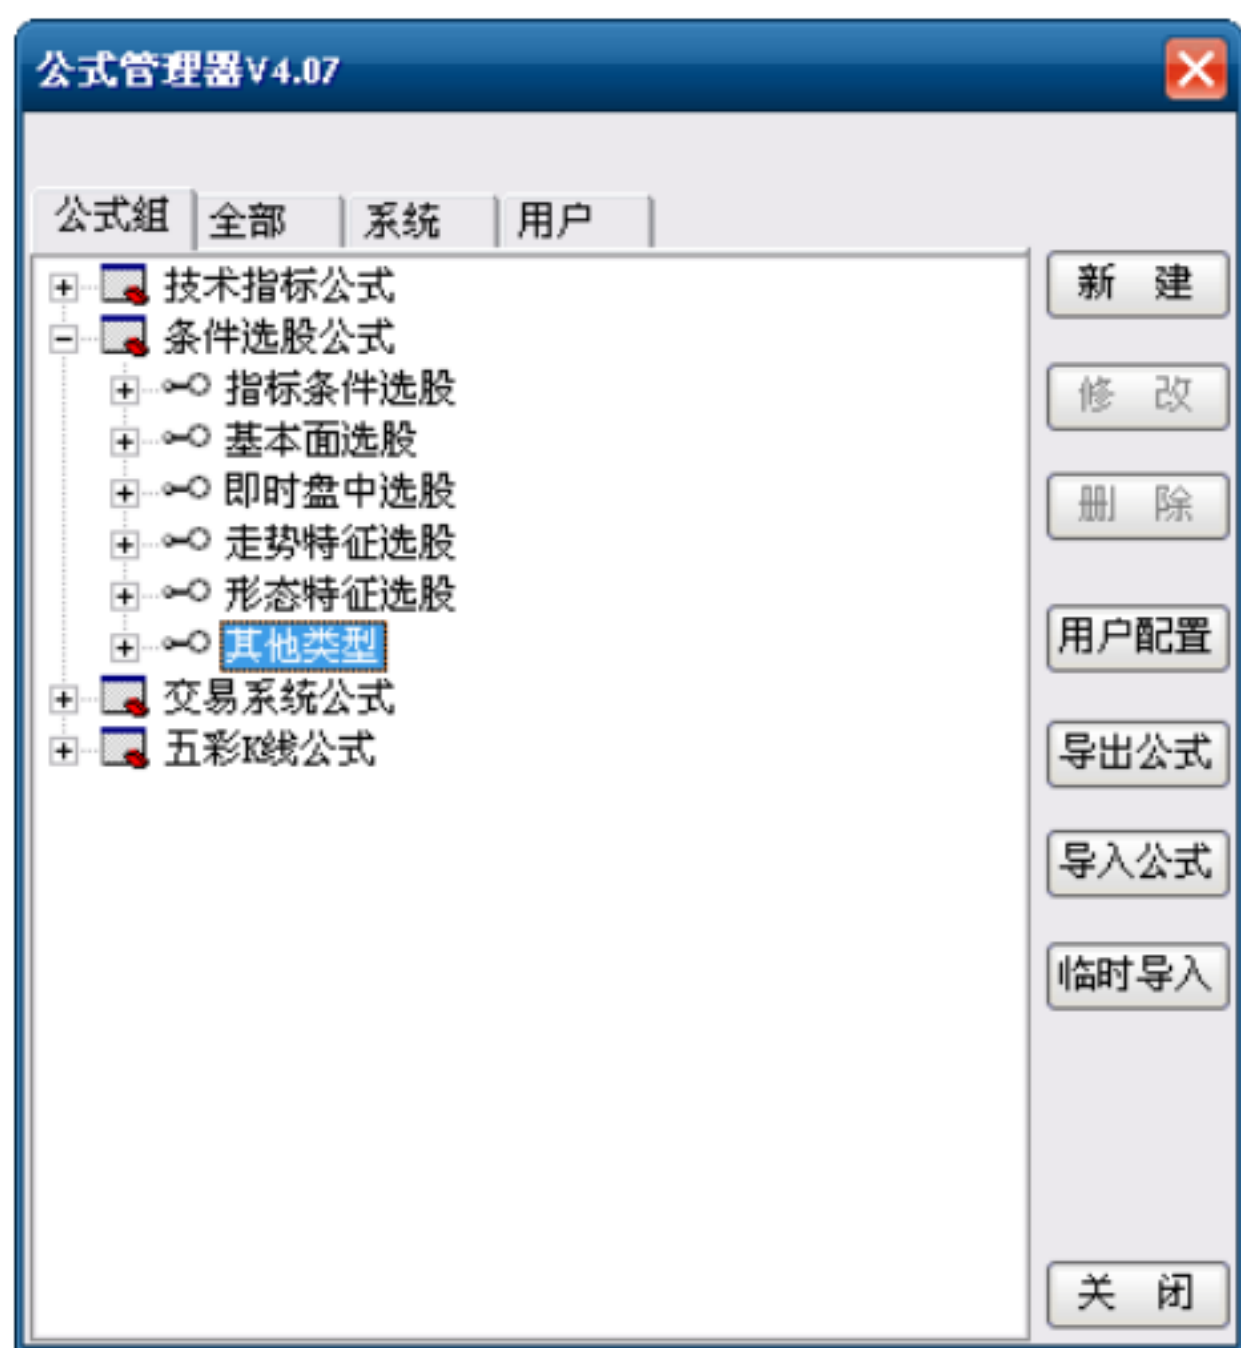 公式管理器V4.07
公式组 全部 系统 用户
技术指标公式
条件选股公式
指标条件选股
基本面选股
即时盘中选股
走势特征选股
形态特征选股
其他类型
交易系统公式
五彩K线公式
新 建
修 改
删 除
用户配置
导出公式
导入公式
临时导入
关 闭